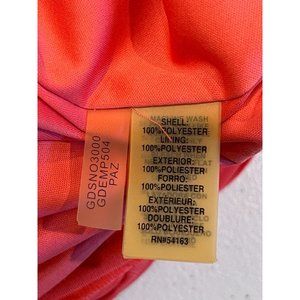 GDSNO3000
GDEMP504
PAZ
SHELL:
100%POLYESTER
LINING:
100%POLYESTER
EXTERIOR:
100%POLIESTER
FORRO:
100%POLIESTER
EXTÉRIEUR:
100%POLYESTER
DOUBLURE:
100%POLYESTER
RN#54163